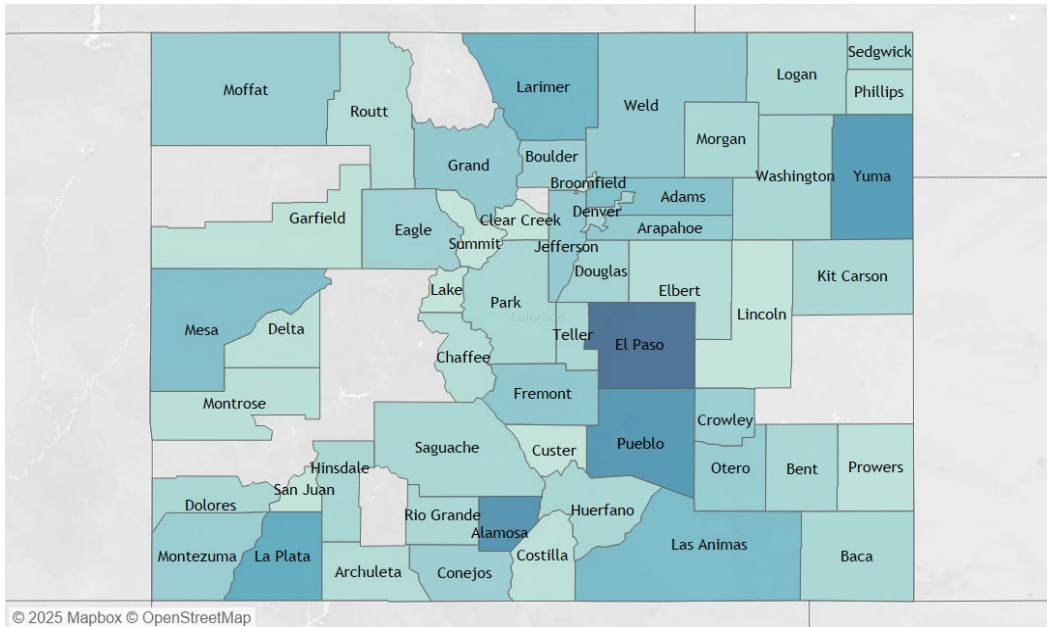 Sedgwick
Logan
Larimer
Moffat
Phillips
Weld
Routt
Morgan
Boulder
Grand
Washington
Yuma
Broomfield
Adams
Denver
Garfield
Clear Creek
Arapahoe
Eagle
Summit
Jefferson
Douglas
Kit Carson
Lake
Elbert
Park
Lincoln
Colorado
Mesa
Delta
Teller
El Paso
Chaffee
Fremont
Montrose
Crowley
Pueblo
Saguache
Custer
Hinsdale
Otero
Bent
Prowers
San Juan
Dolores
Rio Grande
Huerfano
Alamosa
Las Animas
Montezuma
La Plata
Costilla
Baca
Archuleta
Conejos
© 2025 Mapbox © OpenStreetMap